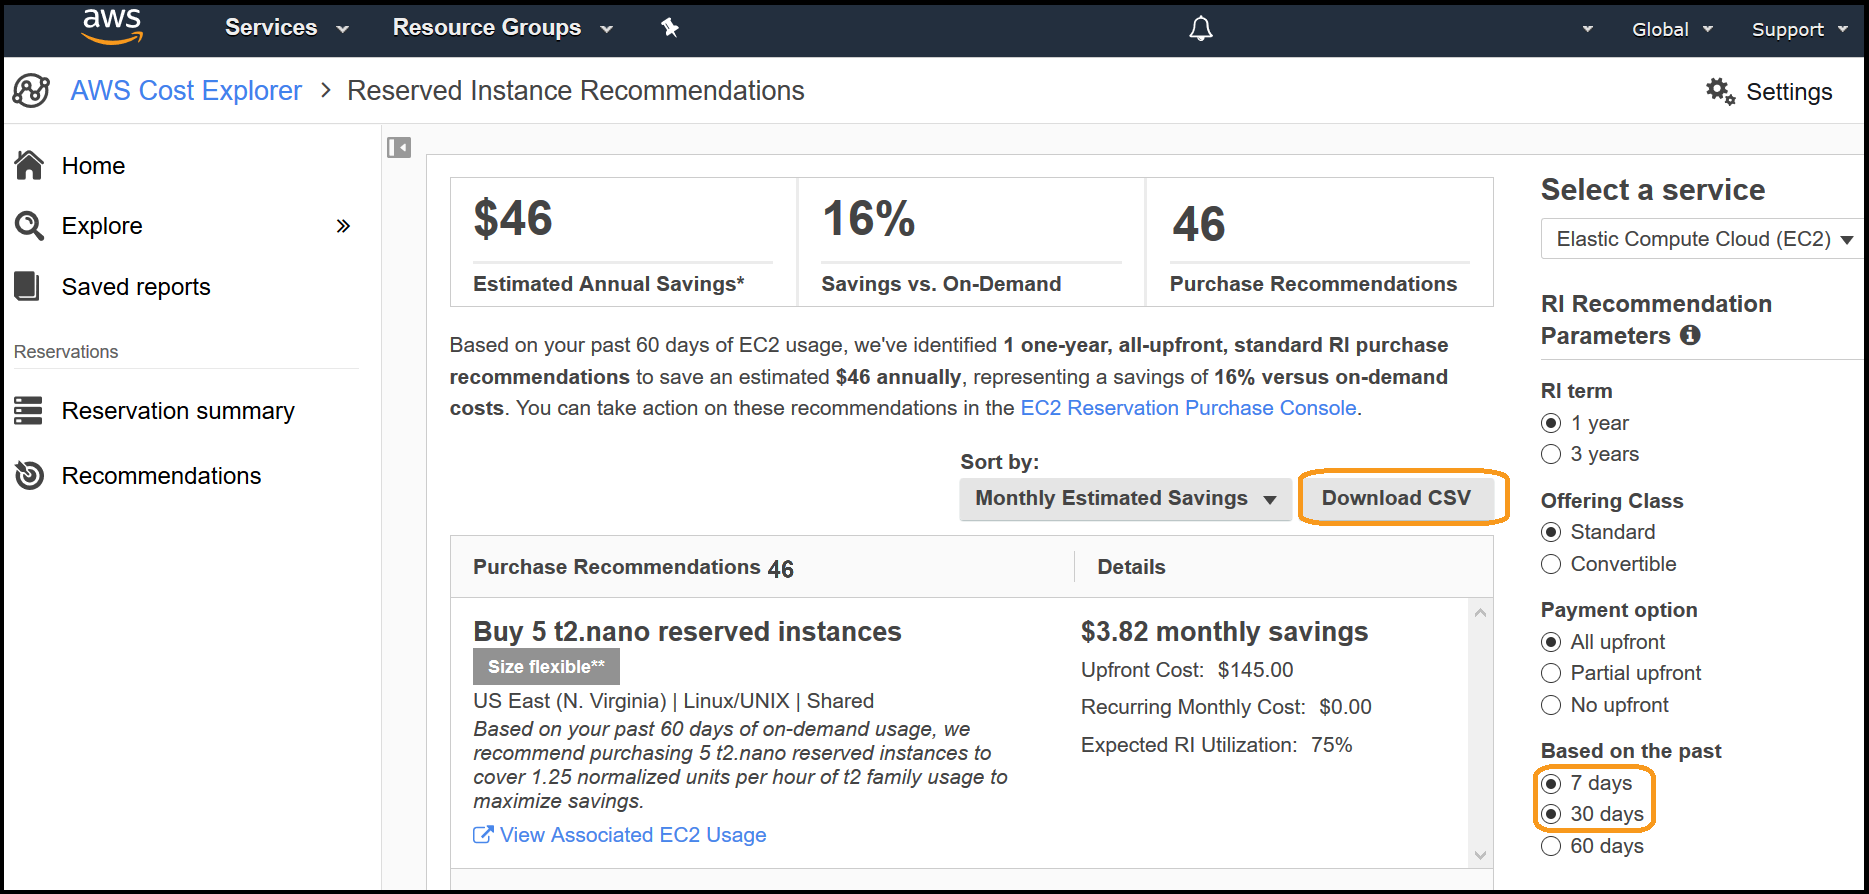 aws
Services
Resource Groups
Global
Support
AWS Cost Explorer > Reserved Instance Recommendations
Settings
Home
Explore
Saved reports
Reservations
Reservation summary
Recommendations
$46
Estimated Annual Savings*
16%
Savings vs. On-Demand
46
Purchase Recommendations
Based on your past 60 days of EC2 usage, we've identified 1 one-year, all-upfront, standard RI purchase
recommendations to save an estimated $46 annually, representing a savings of 16% versus on-demand
costs. You can take action on these recommendations in the EC2 Reservation Purchase Console.
Sort by:
Monthly Estimated Savings
Download CSV
Purchase Recommendations 46
Details
Buy 5 t2.nano reserved instances
Size flexible**
US East (N. Virginia) | Linux/UNIX | Shared
Based on your past 60 days of on-demand usage, we
recommend purchasing 5 t2.nano reserved instances to
cover 1.25 normalized units per hour of t2 family usage to
maximize savings.
View Associated EC2 Usage
$3.82 monthly savings
Upfront Cost: $145.00
Recurring Monthly Cost: $0.00
Expected RI Utilization: 75%
Select a service
Elastic Compute Cloud (EC2)
RI Recommendation
Parameters
RI term
1 year
3 years
Offering Class
Standard
Convertible
Payment option
All upfront
Partial upfront
No upfront
Based on the past
7 days
30 days
60 days